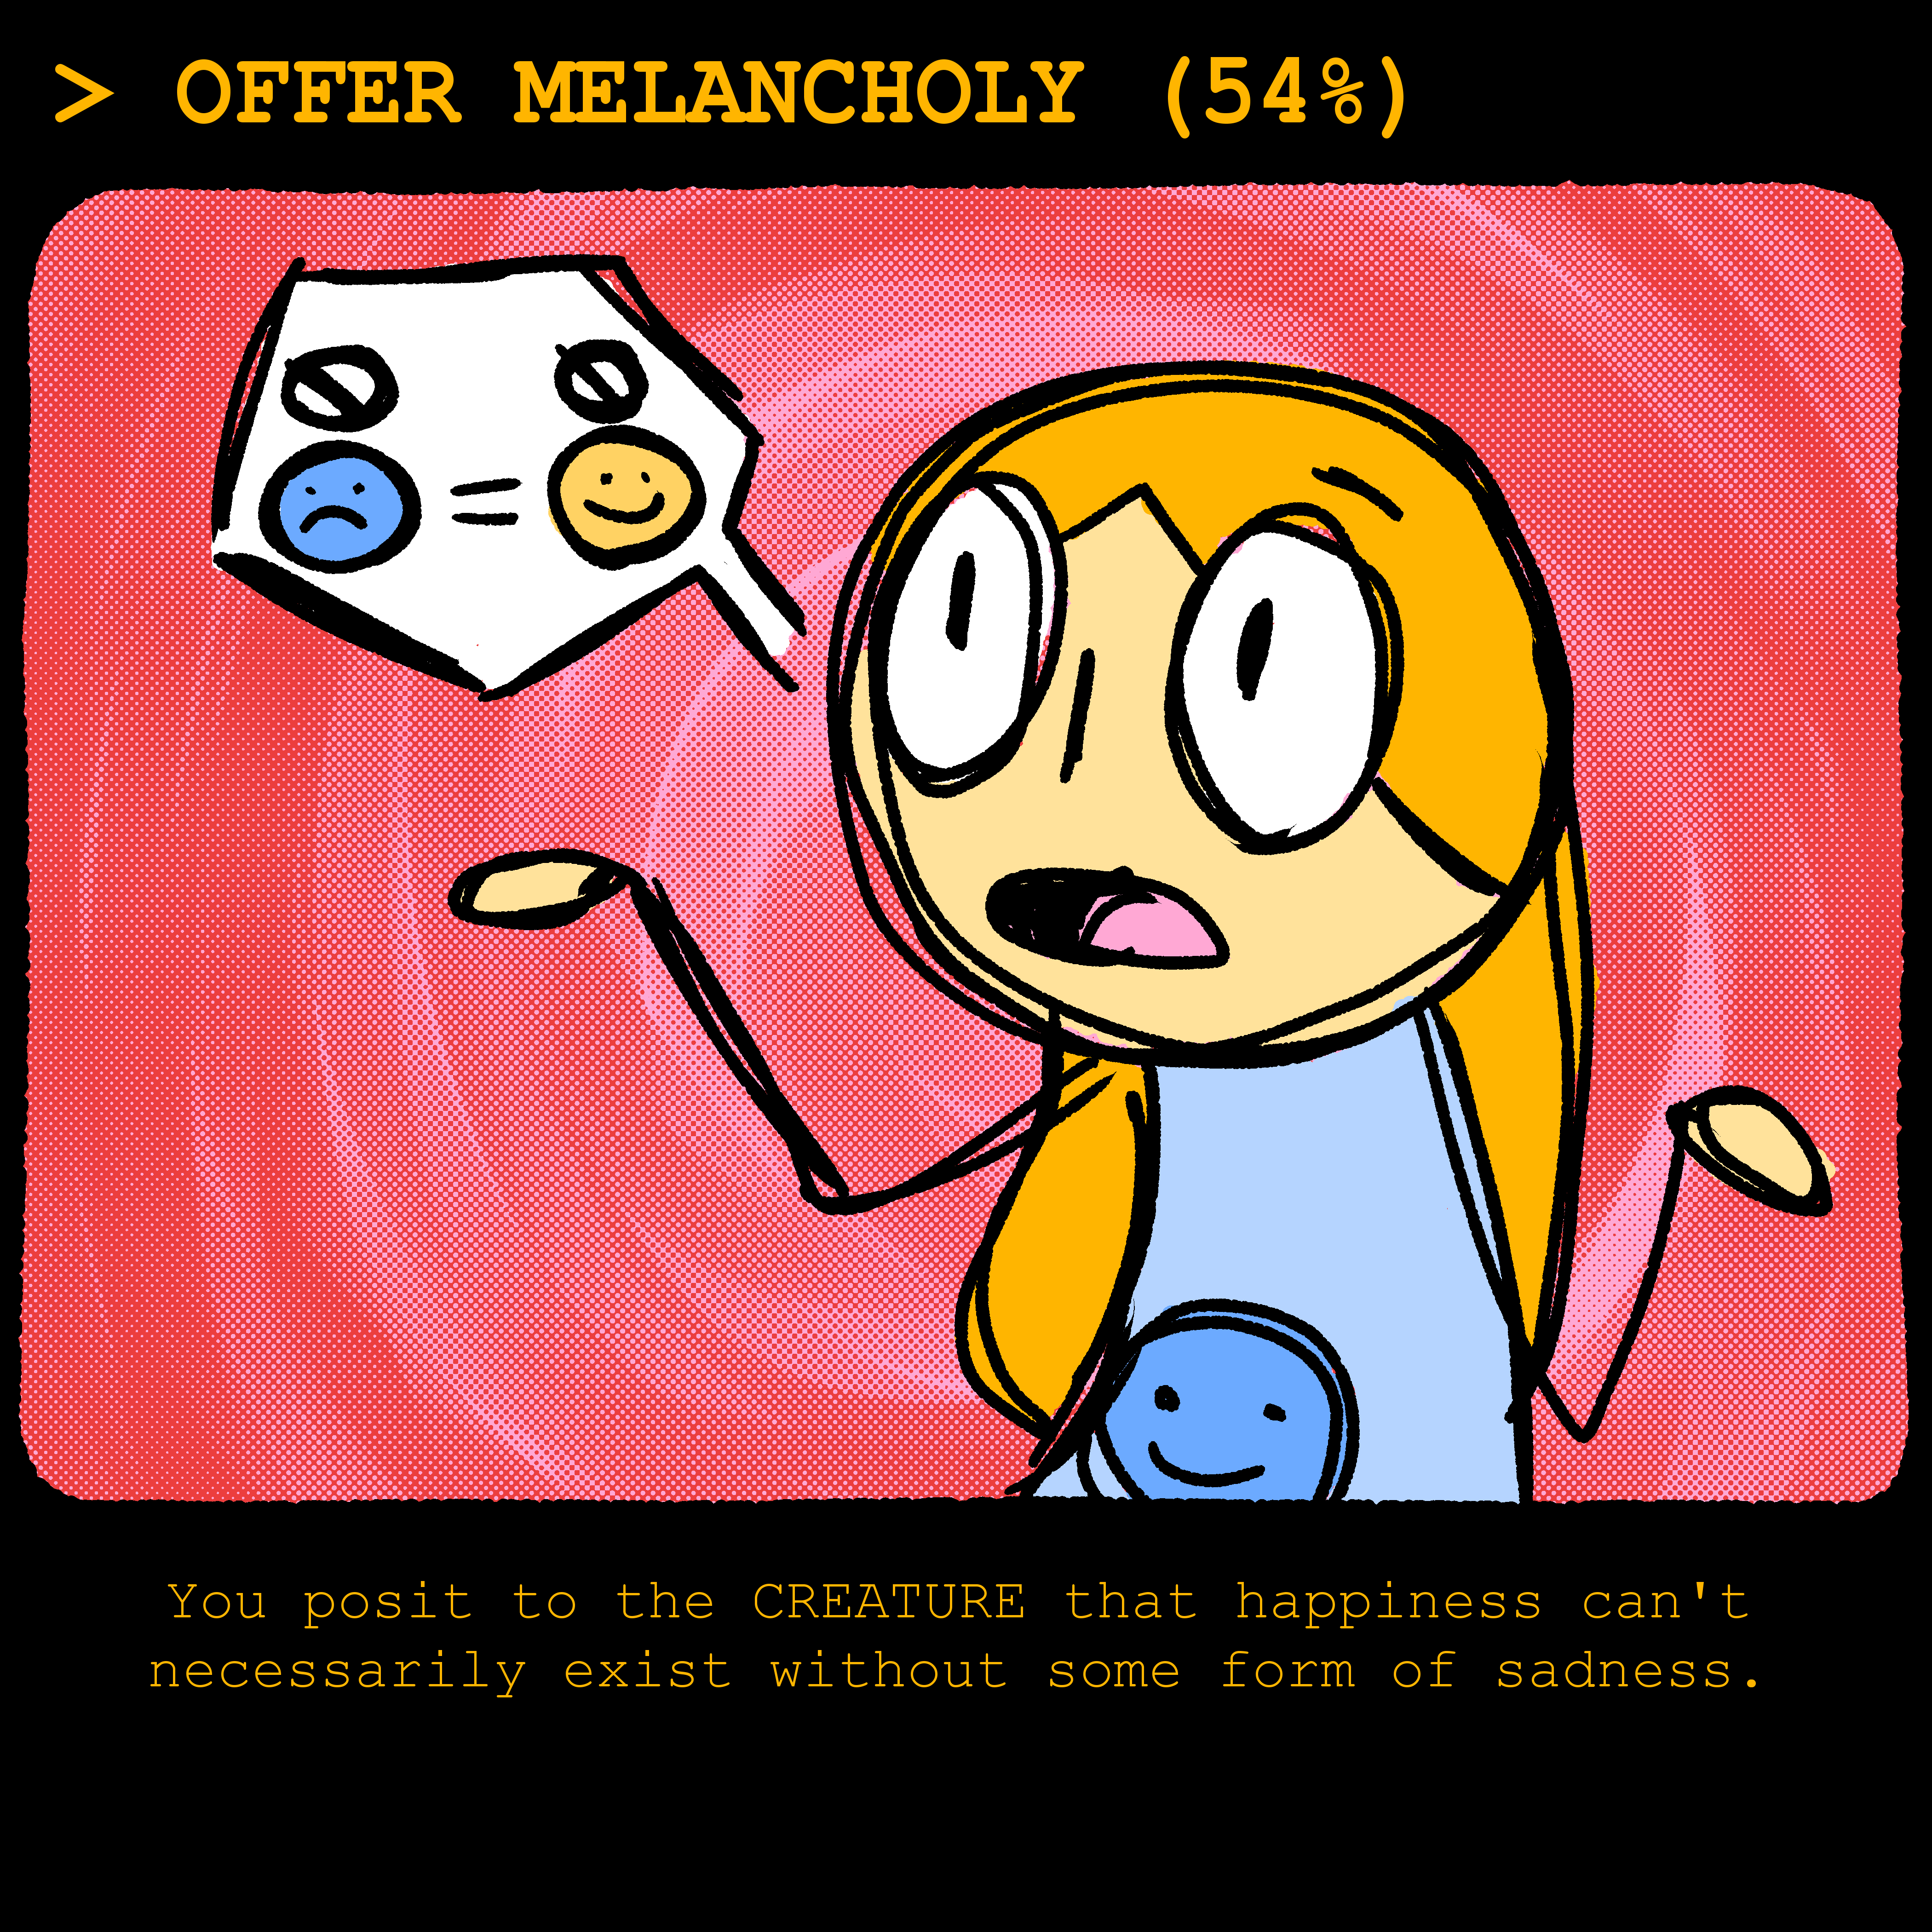 > OFFER MELANCHOLY (54%)
=
You posit to the CREATURE that happiness can't
necessarily exist without some form of sadness.